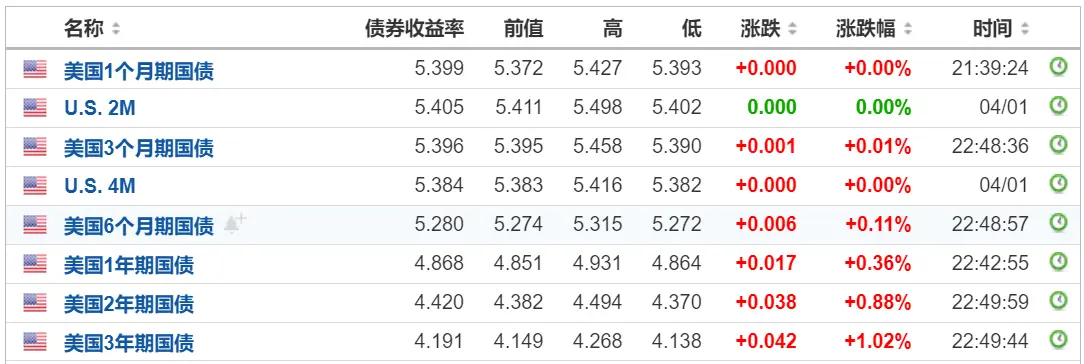 名称 债券收益率 前值 高 低 涨跌 涨跌幅 时间
美国1个月期国债 5.399 5.372 5.427 5.393 +0.000 +0.00% 21:39:24
U.S. 2M 5.405 5.411 5.498 5.402 0.000 0.00% 04/01
美国3个月期国债 5.396 5.395 5.458 5.390 +0.001 +0.01% 22:48:36
U.S. 4M 5.384 5.383 5.416 5.382 +0.000 +0.00% 04/01
美国6个月期国债 5.280 5.274 5.315 5.272 +0.006 +0.11% 22:48:57
美国1年期国债 4.868 4.851 4.931 4.864 +0.017 +0.36% 22:42:55
美国2年期国债 4.420 4.382 4.494 4.370 +0.038 +0.88% 22:49:59
美国3年期国债 4.191 4.149 4.268 4.138 +0.042 +1.02% 22:49:44